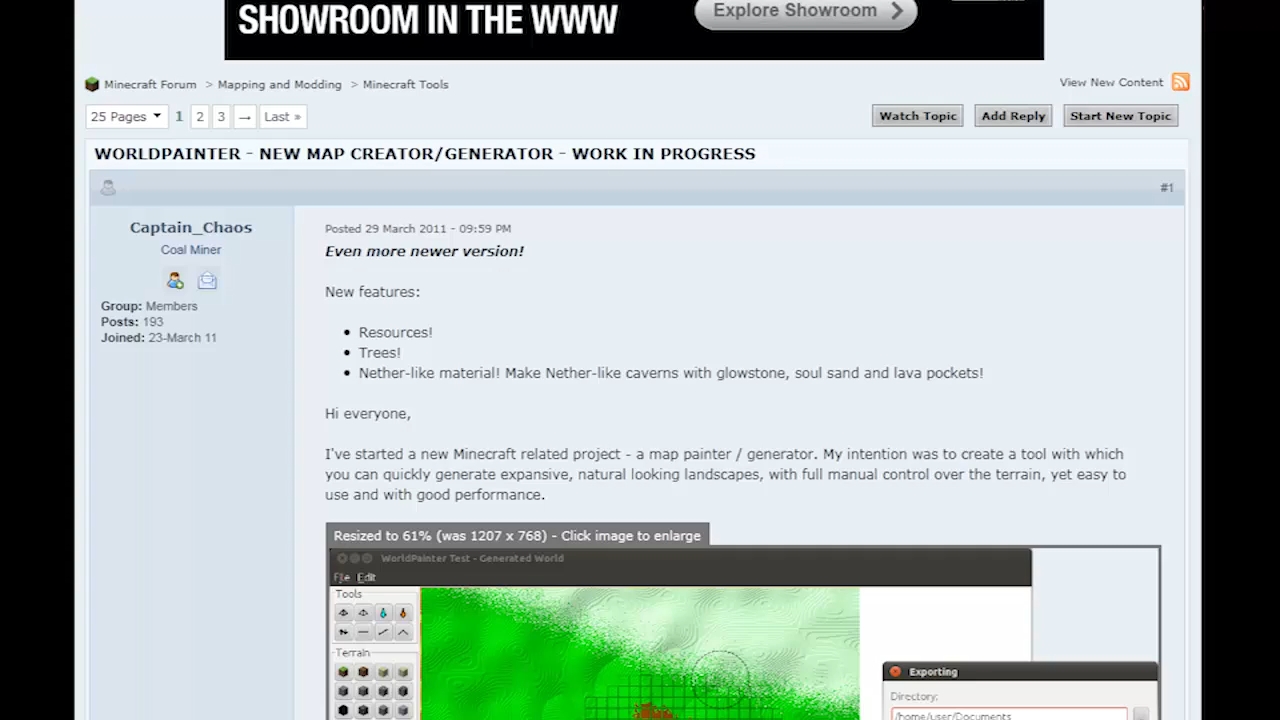 SHOWROOM IN THE WWW
Explore Showroom
Minecraft Forum > Mapping and Modding > Minecraft Tools
View New Content
25 Pages 1 2 3 → Last »
Watch Topic Add Reply Start New Topic
WORLDPAINTER - NEW MAP CREATOR/GENERATOR - WORK IN PROGRESS
#1
Captain_Chaos
Coal Miner
Group: Members
Posts: 193
Joined: 23-March 11
Posted 29 March 2011 - 09:59 PM
Even more newer version!
New features:
Resources!
Trees!
Nether-like material! Make Nether-like caverns with glowstone, soul sand and lava pockets!
Hi everyone,
I've started a new Minecraft related project - a map painter / generator. My intention was to create a tool with which
you can quickly generate expansive, natural looking landscapes, with full manual control over the terrain, yet easy to
use and with good performance.
Resized to 61% (was 1207 x 768) - Click image to enlarge
WorldPainter Test - Generated World
File Edit
Tools
Terrain
Exporting
Directory:
/home/user/Documents